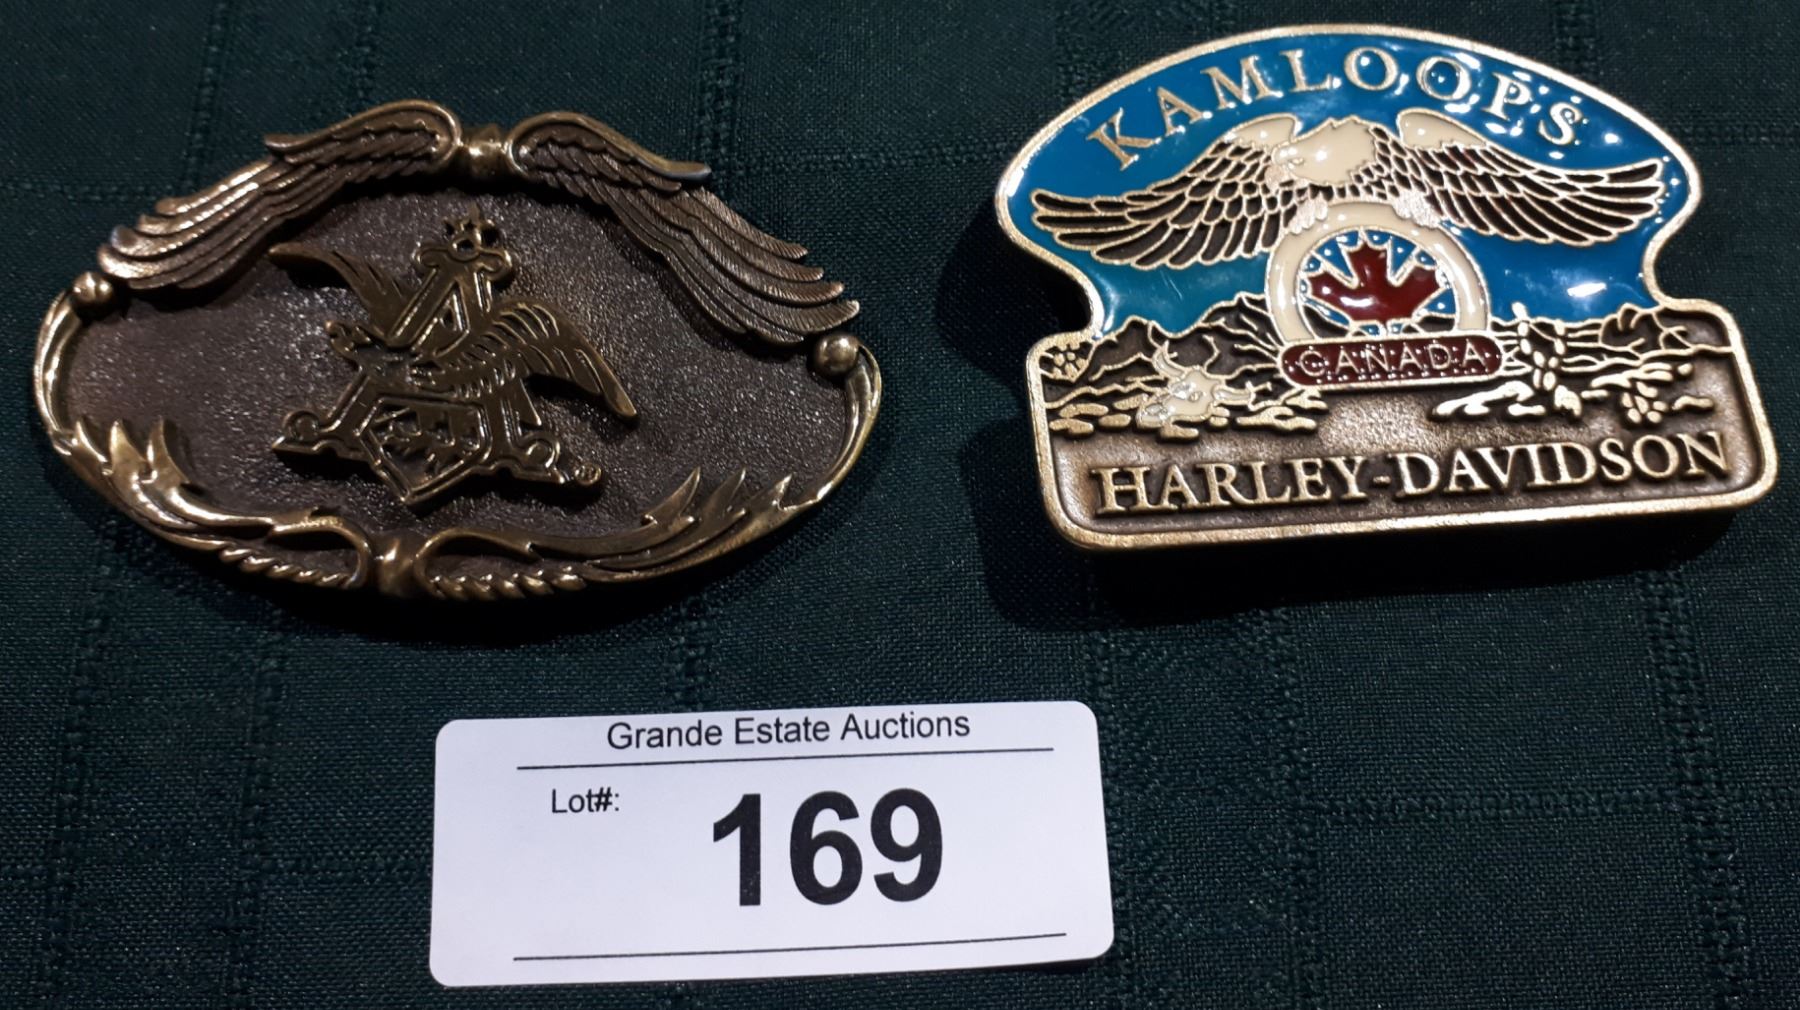 KAMLOOPS
CANADA
HARLEY-DAVIDSON
Grande Estate Auctions
Lot#:
169